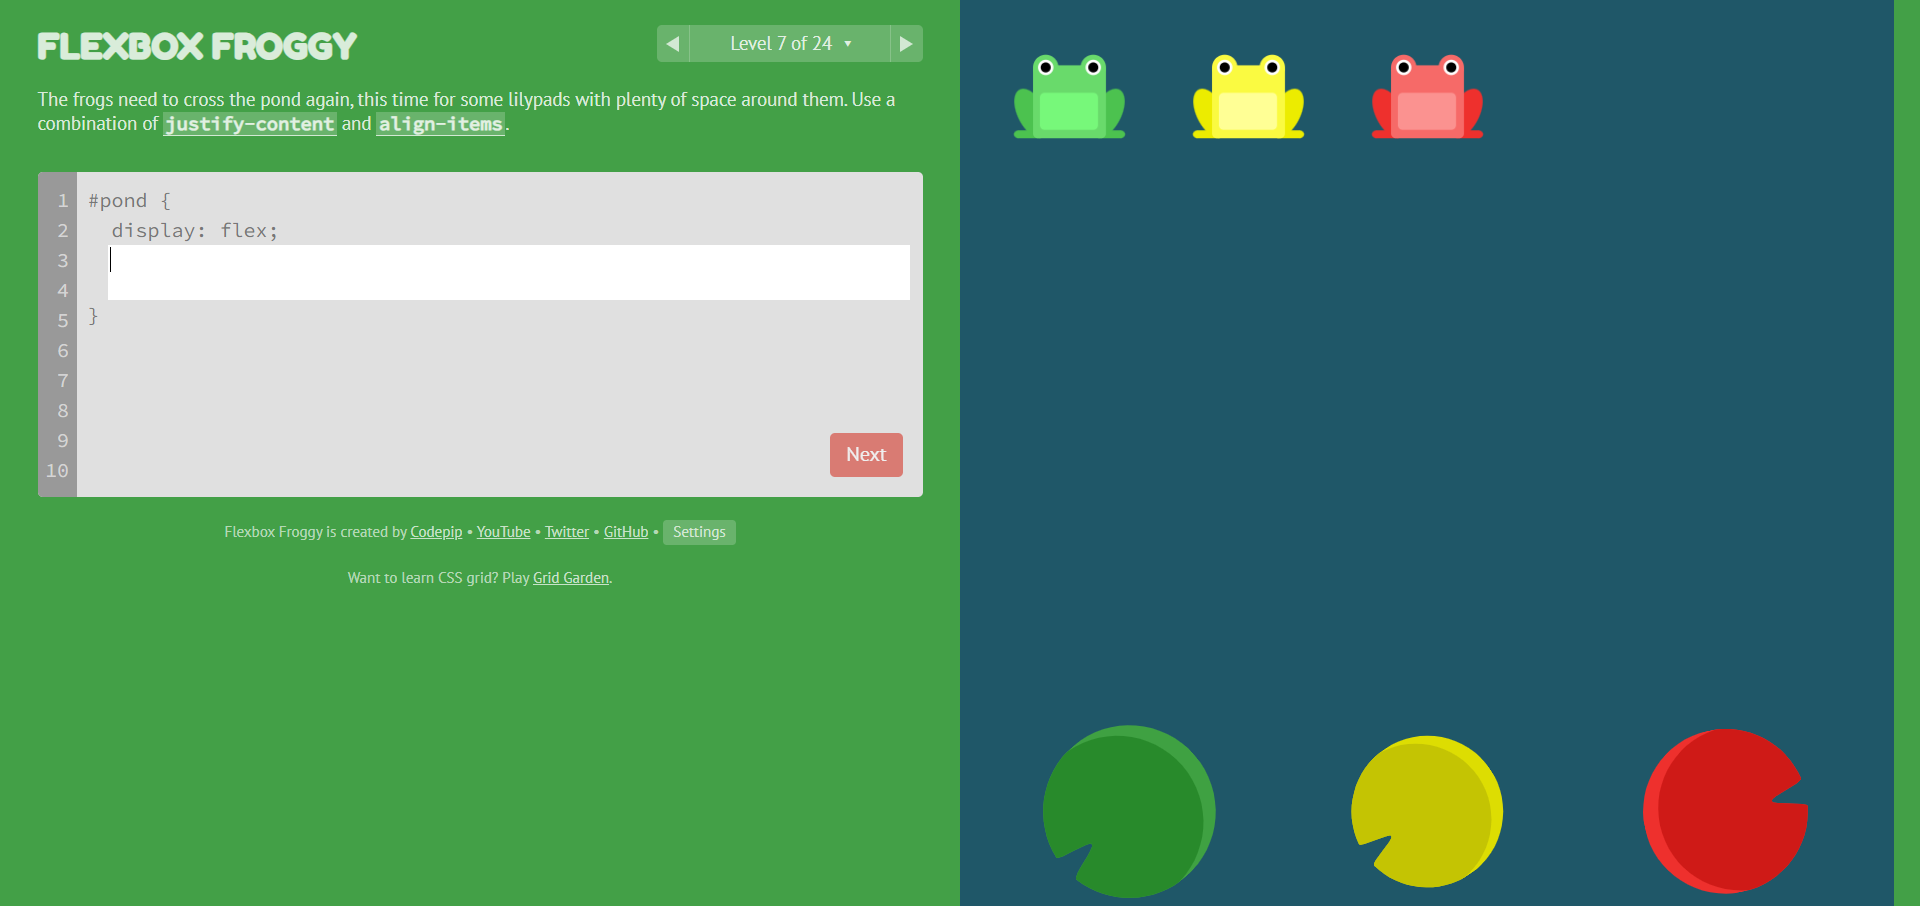 FLEXBOX FROGGY
Level 7 of 24
The frogs need to cross the pond again, this time for some lilypads with plenty of space around them. Use a
combination of justify-content and align-items.
1 #pond {
2 display: flex;
3
4
5 }
6
7
8
9
10
Next
Flexbox Froggy is created by Codepip • YouTube • Twitter • GitHub • Settings
Want to learn CSS grid? Play Grid Garden.